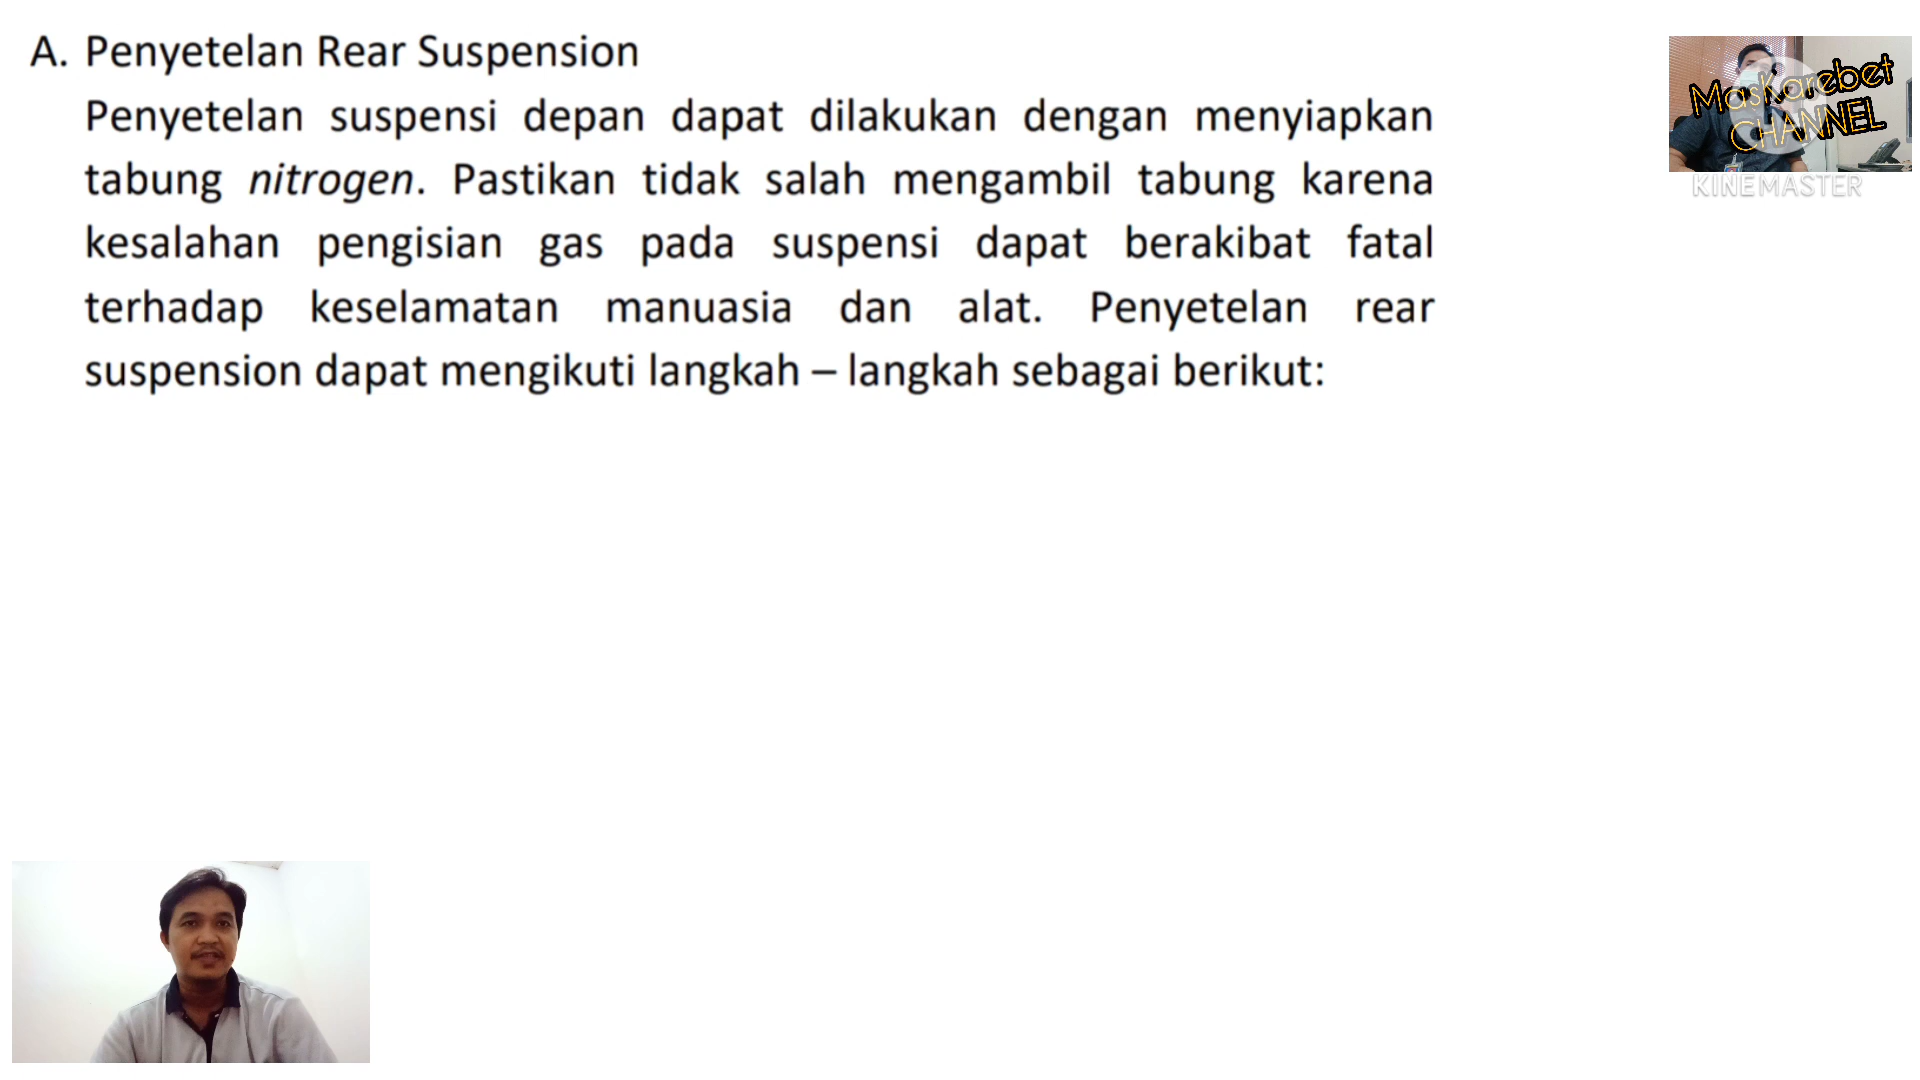 A. Penyetelan Rear Suspension
Penyetelan suspensi depan dapat dilakukan dengan menyiapkan
tabung nitrogen. Pastikan tidak salah mengambil tabung karena
kesalahan pengisian gas pada suspensi dapat berakibat fatal
terhadap keselamatan manuasia dan alat. Penyetelan rear
suspension dapat mengikuti langkah – langkah sebagai berikut:
MasKarebet
CHANNEL
KINEMASTER